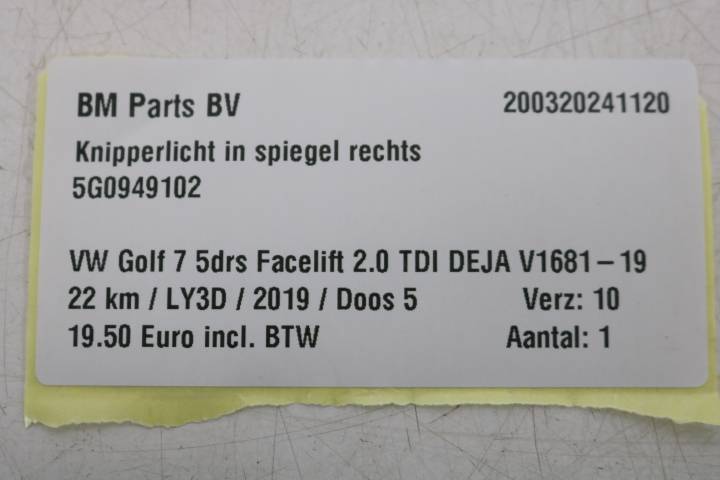 BM Parts BV 200320241120
Knipperlicht in spiegel rechts
5G0949102
VW Golf 7 5drs Facelift 2.0 TDI DEJA V1681-19
22 km / LY3D / 2019 / Doos 5 Verz: 10
19.50 Euro incl. BTW Aantal: 1